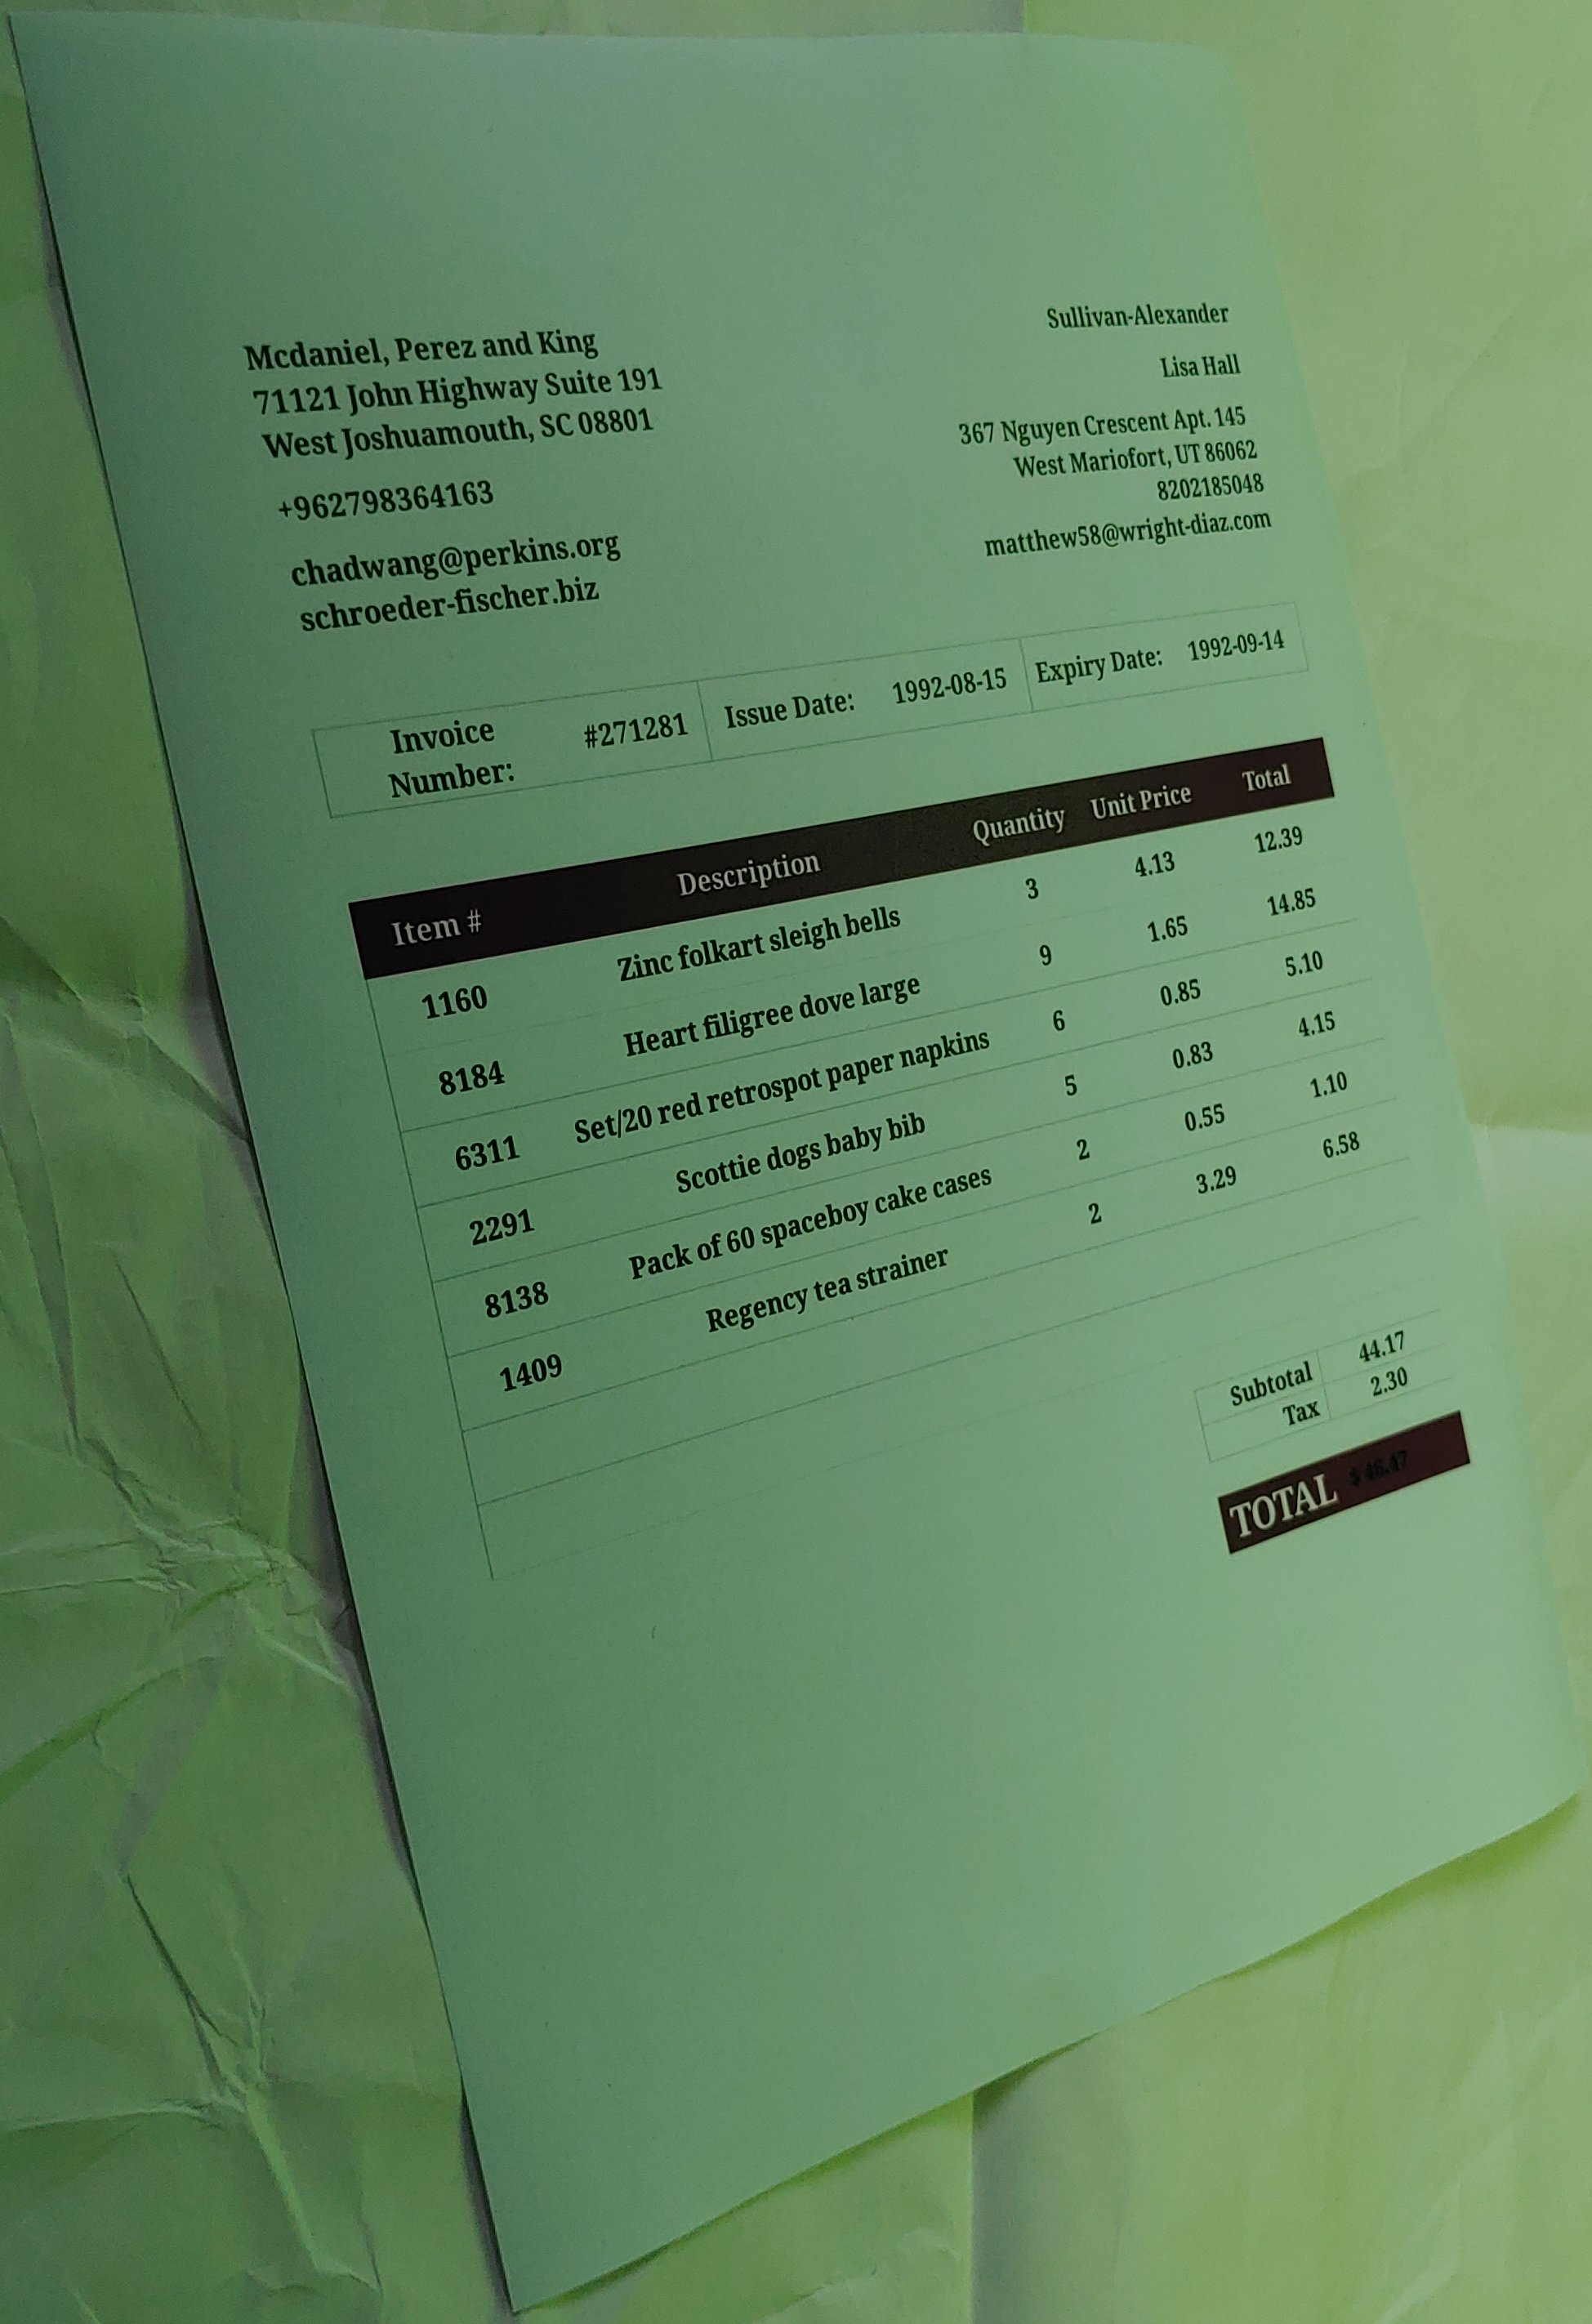 Mcdaniel, Perez and King
71121 John Highway Suite 191
West Joshuamouth, SC 08801
+962798364163
chadwang@perkins.org
schroeder-fischer.biz
Sullivan-Alexander
Lisa Hall
367 Nguyen Crescent Apt. 145
West Mariofort, UT 86062
8202185048
matthew58@wright-diaz.com
Invoice Number: #271281 Issue Date: 1992-08-15 Expiry Date: 1992-09-14
Item # Description Quantity Unit Price Total
1160 Zinc folkart sleigh bells 3 4.13 12.39
8184 Heart filigree dove large 9 1.65 14.85
6311 Set/20 red retrospot paper napkins 6 0.85 5.10
2291 Scottie dogs baby bib 5 0.83 4.15
8138 Pack of 60 spaceboy cake cases 2 0.55 1.10
1409 Regency tea strainer 2 3.29 6.58
Subtotal 44.17
Tax 2.30
TOTAL $ 46.47